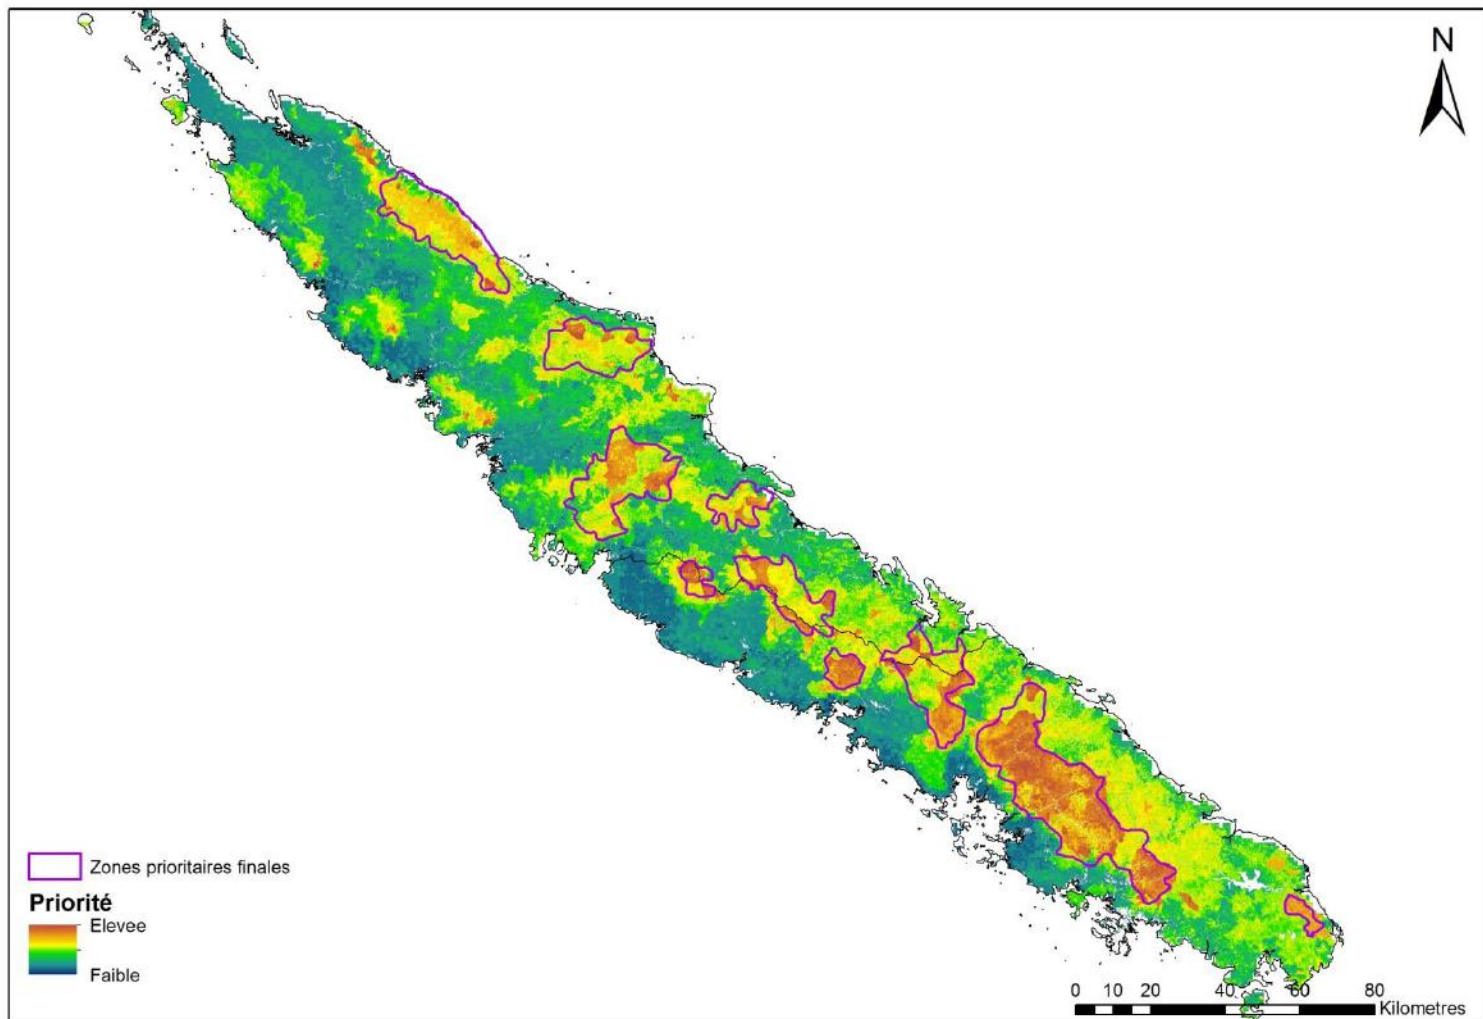 N
Zones prioritaires finales
Priorité
Elevee
Faible
0 10 20 40 60 80
Kilometres